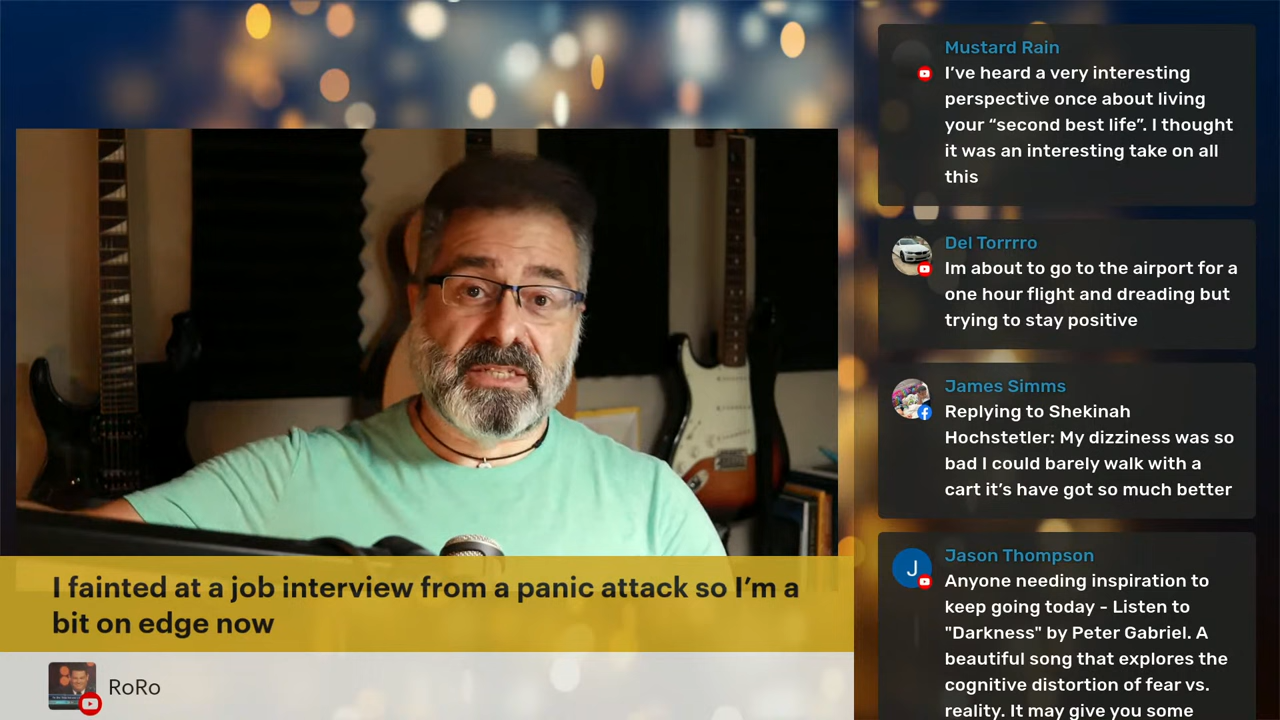 I fainted at a job interview from a panic attack so I’m a
bit on edge now
RoRo
Mustard Rain
I’ve heard a very interesting
perspective once about living
your “second best life”. I thought
it was an interesting take on all
this
Del Torrrro
Im about to go to the airport for a
one hour flight and dreading but
trying to stay positive
James Simms
Replying to Shekinah
Hochstetler: My dizziness was so
bad I could barely walk with a
cart it’s have got so much better
J
Jason Thompson
Anyone needing inspiration to
keep going today - Listen to
"Darkness" by Peter Gabriel. A
beautiful song that explores the
cognitive distortion of fear vs.
reality. It may give you some